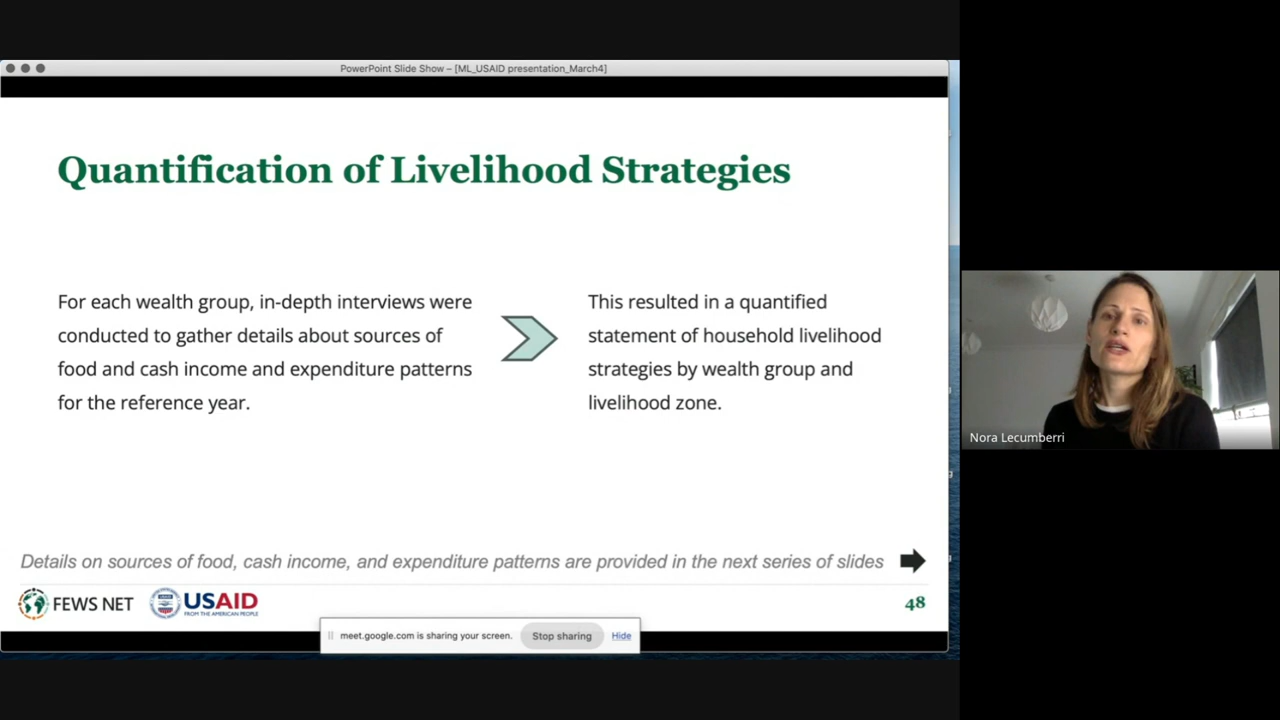 PowerPoint Slide Show – [ML_USAID presentation_March4]
Quantification of Livelihood Strategies
For each wealth group, in-depth interviews were
conducted to gather details about sources of
food and cash income and expenditure patterns
for the reference year.
This resulted in a quantified
statement of household livelihood
strategies by wealth group and
livelihood zone.
Details on sources of food, cash income, and expenditure patterns are provided in the next series of slides
FEWS NET
USAID
FROM THE AMERICAN PEOPLE
48
meet.google.com is sharing your screen.
Stop sharing
Hide
Nora Lecumberri